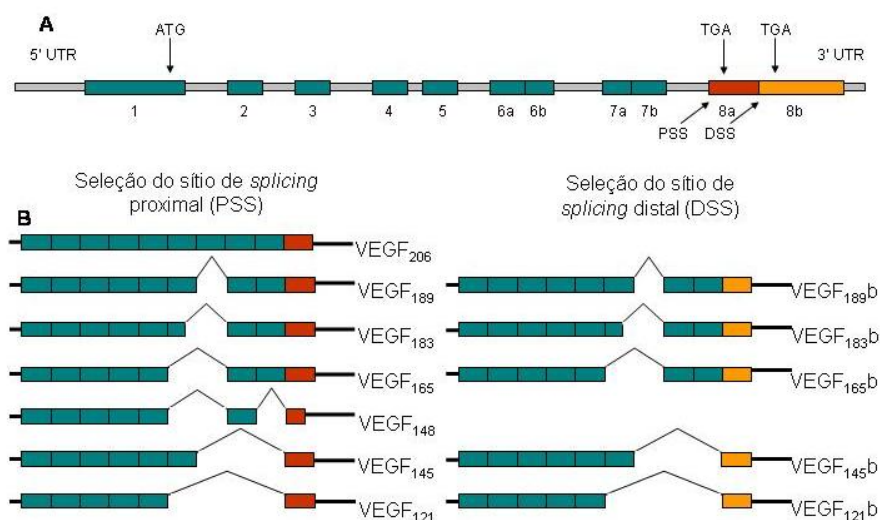 A
ATG
TGA
TGA
5' UTR
3' UTR
1
2
3
4
5
6a
6b
7a
7b
8a
8b
PSS
DSS
Seleção do sítio de splicing
proximal (PSS)
Seleção do sítio de
splicing distal (DSS)
B
VEGF206
VEGF189
VEGF183
VEGF165
VEGF148
VEGF145
VEGF121
VEGF189b
VEGF183b
VEGF165b
VEGF145b
VEGF121b